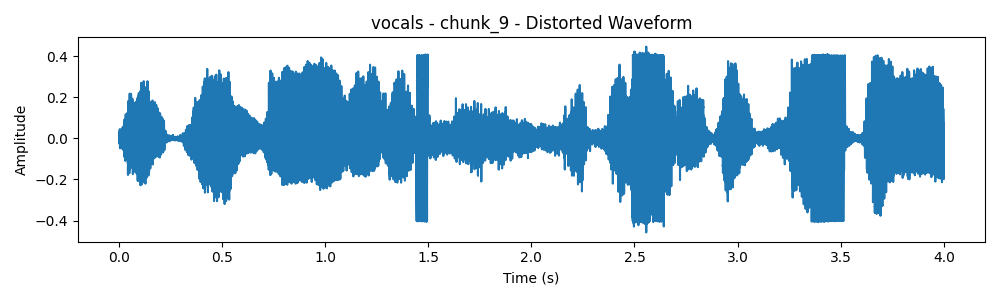 vocals - chunk_9 - Distorted Waveform
Amplitude
0.4
0.2
0.0
−0.2
−0.4
0.0 0.5 1.0 1.5 2.0 2.5 3.0 3.5 4.0
Time (s)